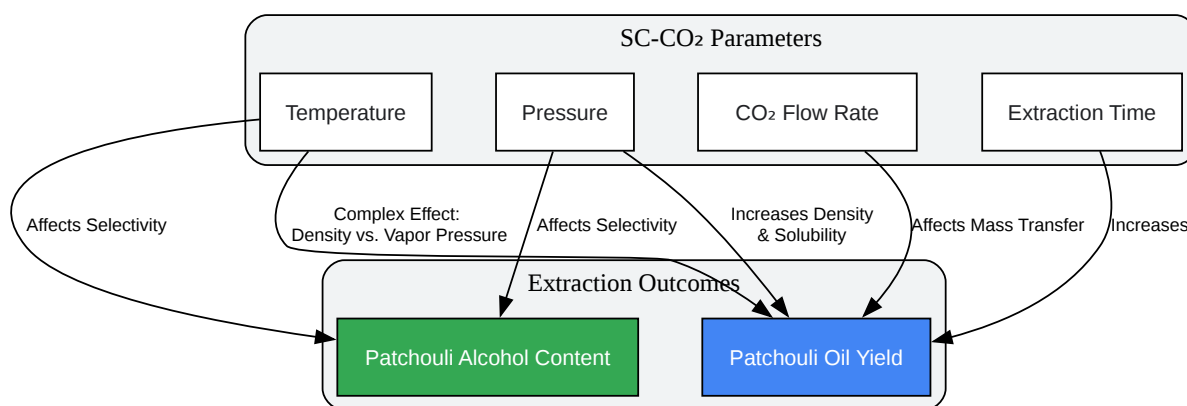 SC-CO₂ Parameters
Temperature
Pressure
CO₂ Flow Rate
Extraction Time
Affects Selectivity
Complex Effect:
Density vs. Vapor Pressure
Affects Selectivity
Increases Density
& Solubility
Affects Mass Transfer
Increases
Extraction Outcomes
Patchouli Alcohol Content
Patchouli Oil Yield